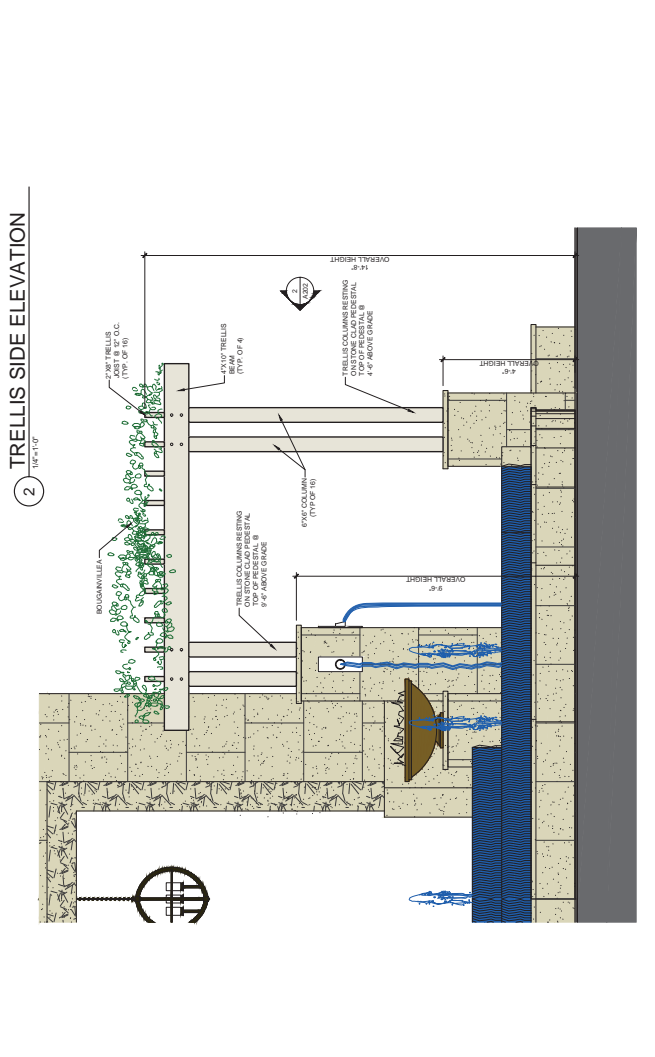 TRELLIS SIDE ELEVATION
2
1/4"=1'-0"
BOUGAINVILLEA
2"X8" TRELLIS
JOIST @ 12" O.C.
(TYP. OF 16)
4"X10" TRELLIS
BEAM
(TYP. OF 4)
2
A202
14'-8"
OVERALL HEIGHT
TRELLIS COLUMNS RESTING
ON STONE CLAD PEDESTAL
TOP OF PEDESTAL @
9'-6" ABOVE GRADE
6"X6" COLUMN
(TYP OF 16)
TRELLIS COLUMNS RESTING
ON STONE CLAD PEDESTAL
TOP OF PEDESTAL @
4'-6" ABOVE GRADE
9'-6"
OVERALL HEIGHT
4'-6"
OVERALL HEIGHT